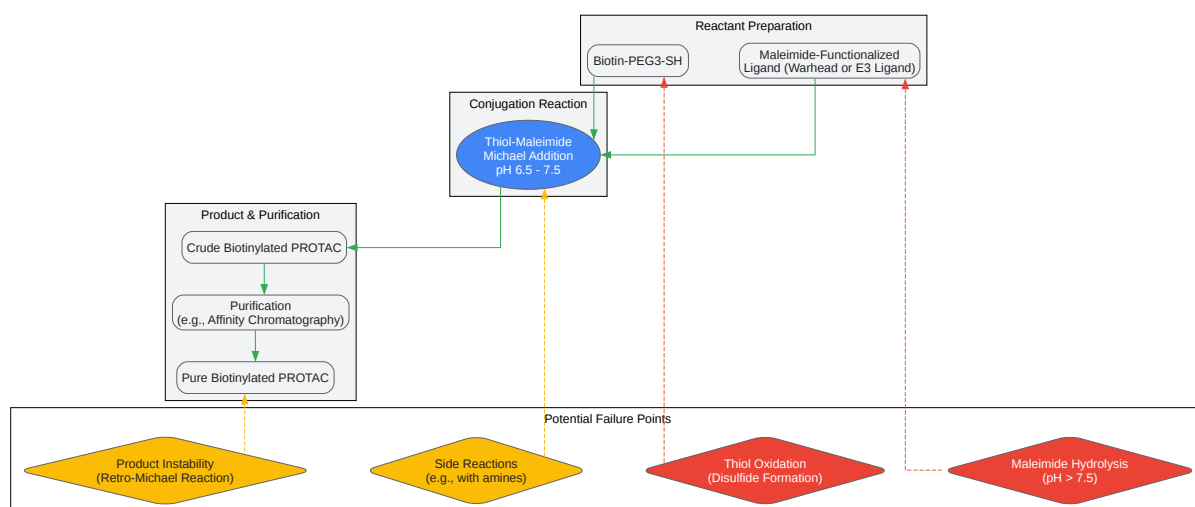 Reactant Preparation
Biotin-PEG3-SH
Maleimide-Functionalized
Ligand (Warhead or E3 Ligand)
Conjugation Reaction
Thiol-Maleimide
Michael Addition
pH 6.5 - 7.5
Product & Purification
Crude Biotinylated PROTAC
Purification
(e.g., Affinity Chromatography)
Pure Biotinylated PROTAC
Potential Failure Points
Product Instability
(Retro-Michael Reaction)
Side Reactions
(e.g., with amines)
Thiol Oxidation
(Disulfide Formation)
Maleimide Hydrolysis
(pH > 7.5)